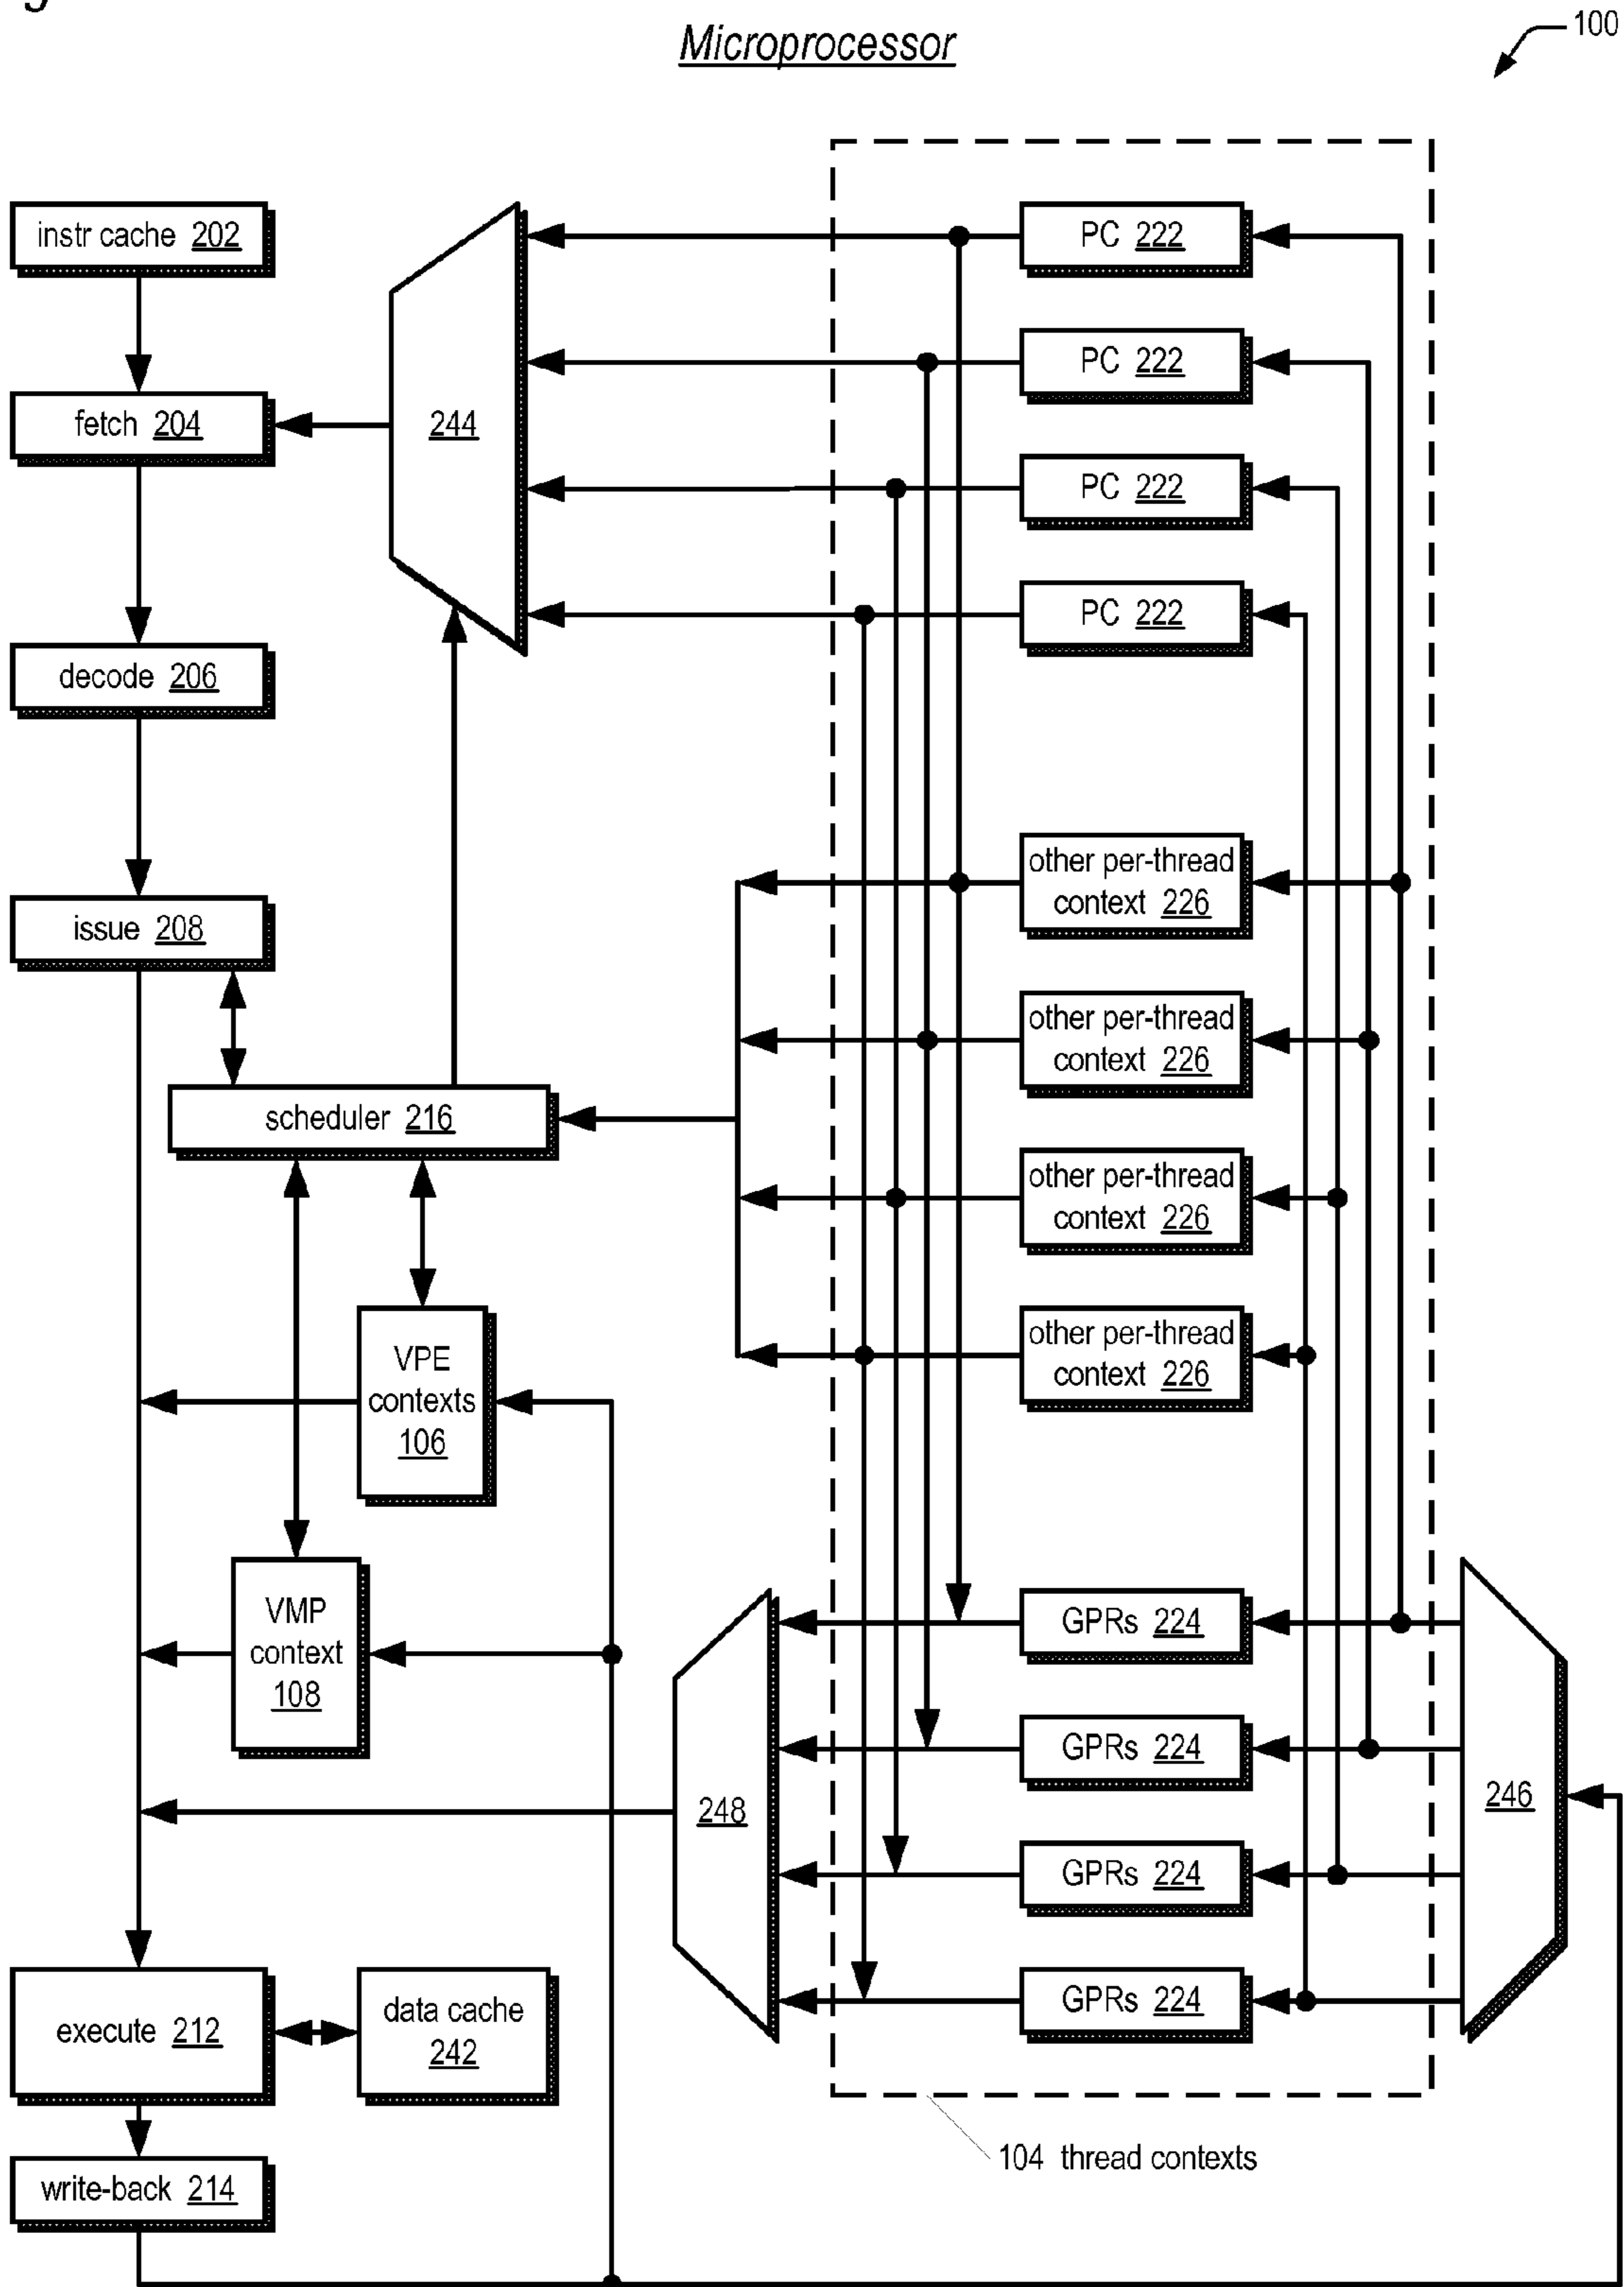 Microprocessor
100
instr cache 202
fetch 204
decode 206
issue 208
scheduler 216
VPE
contexts
106
VMP
context
108
execute 212
data cache
242
write-back 214
244
PC 222
PC 222
PC 222
PC 222
other per-thread
context 226
other per-thread
context 226
other per-thread
context 226
other per-thread
context 226
248
GPRs 224
GPRs 224
GPRs 224
GPRs 224
246
104 thread contexts